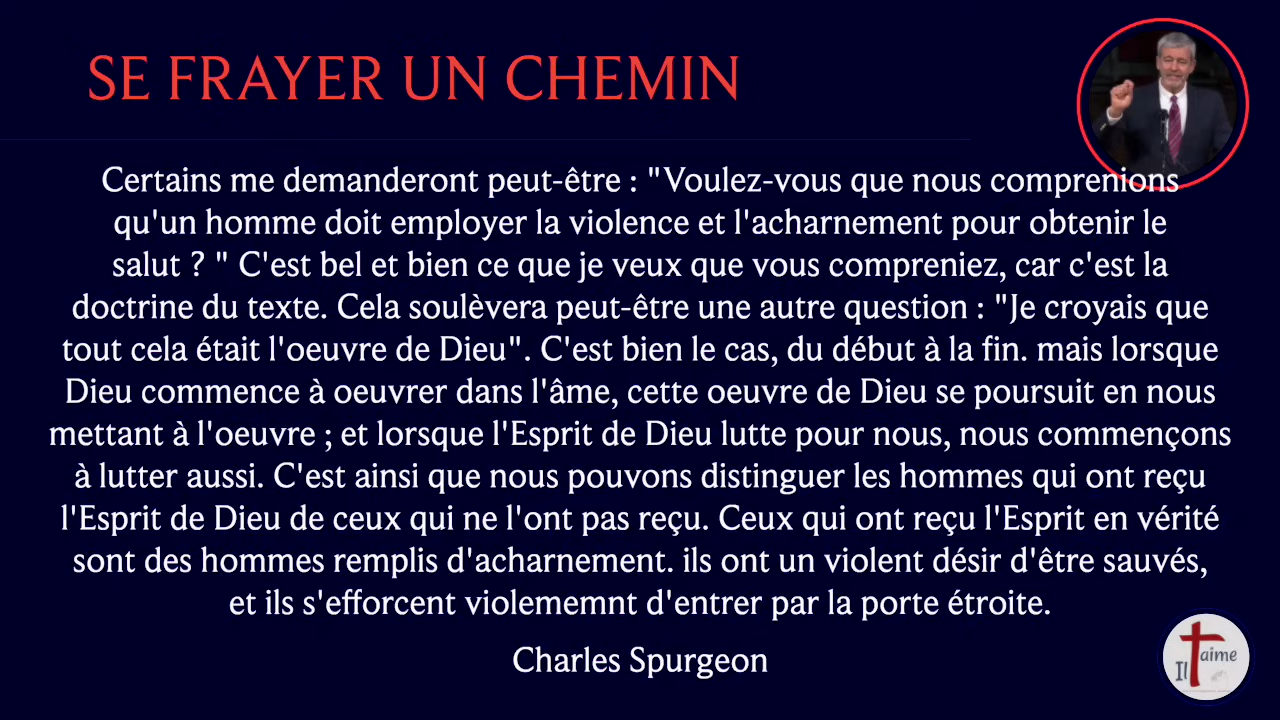 SE FRAYER UN CHEMIN
Certains me demanderont peut-être : "Voulez-vous que nous comprenions
qu'un homme doit employer la violence et l'acharnement pour obtenir le
salut ? " C'est bel et bien ce que je veux que vous compreniez, car c'est la
doctrine du texte. Cela soulèvera peut-être une autre question : "Je croyais que
tout cela était l'oeuvre de Dieu". C'est bien le cas, du début à la fin. mais lorsque
Dieu commence à oeuvrer dans l'âme, cette oeuvre de Dieu se poursuit en nous
mettant à l'oeuvre ; et lorsque l'Esprit de Dieu lutte pour nous, nous commençons
à lutter aussi. C'est ainsi que nous pouvons distinguer les hommes qui ont reçu
l'Esprit de Dieu de ceux qui ne l'ont pas reçu. Ceux qui ont reçu l'Esprit en vérité
sont des hommes remplis d'acharnement. ils ont un violent désir d'être sauvés,
et ils s'efforcent violememnt d'entrer par la porte étroite.
Charles Spurgeon
Il t aime